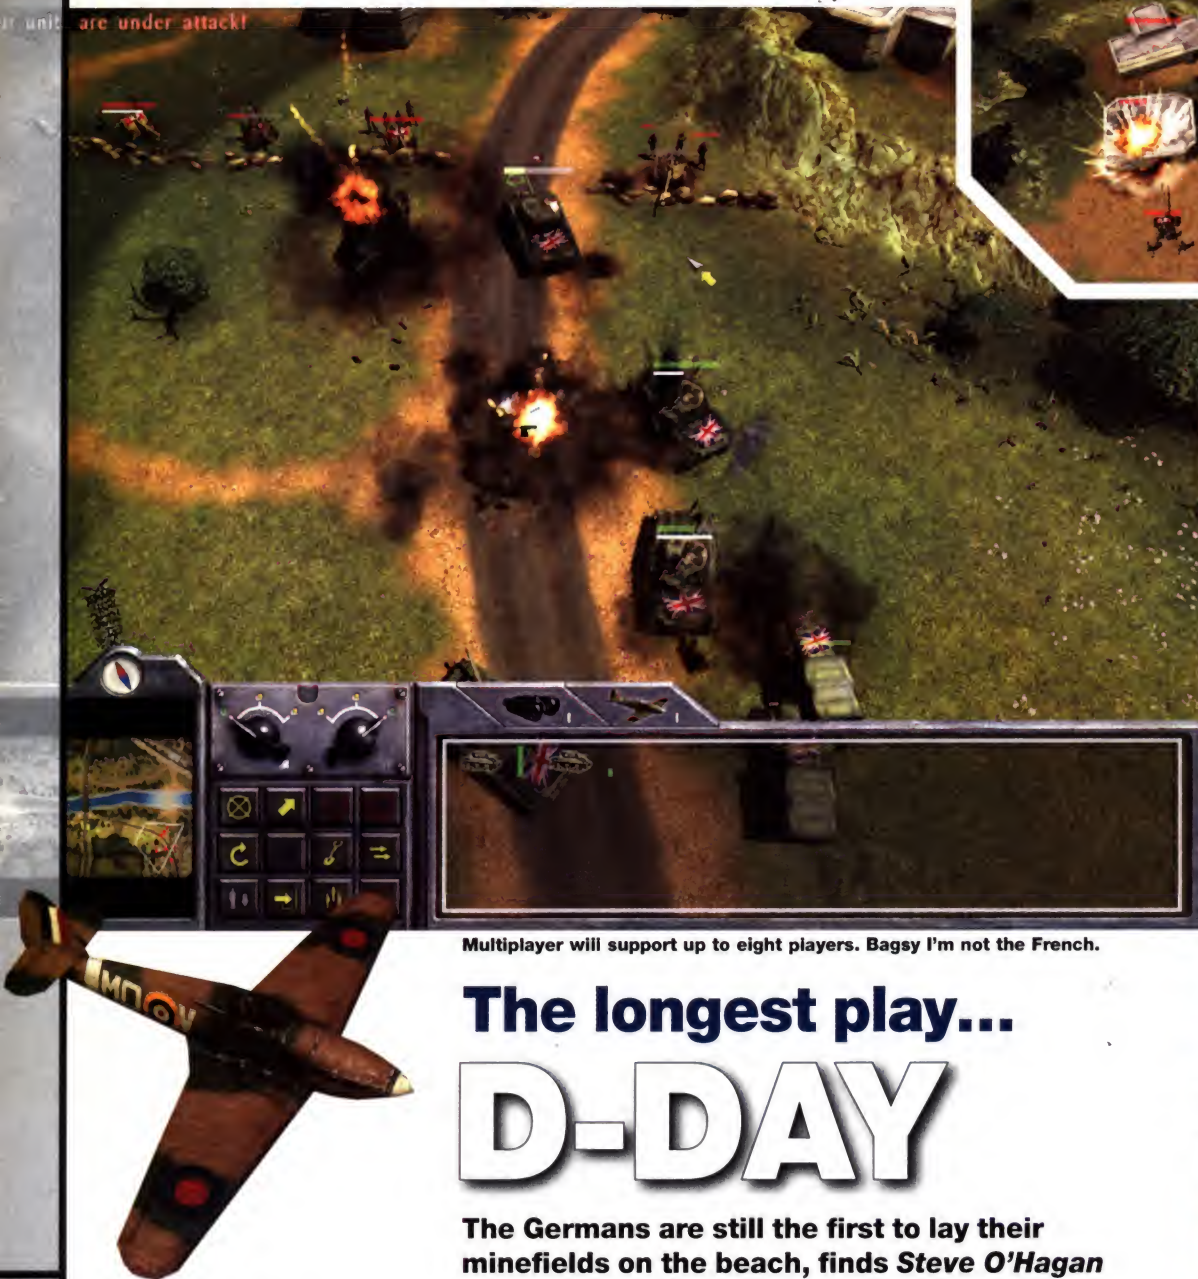 unit are under attack!
Multiplayer will support up to eight players. Bagsy I'm not the French.
The longest play...
D-DAY
The Germans are still the first to lay their
minefields on the beach, finds Steve O'Hagan